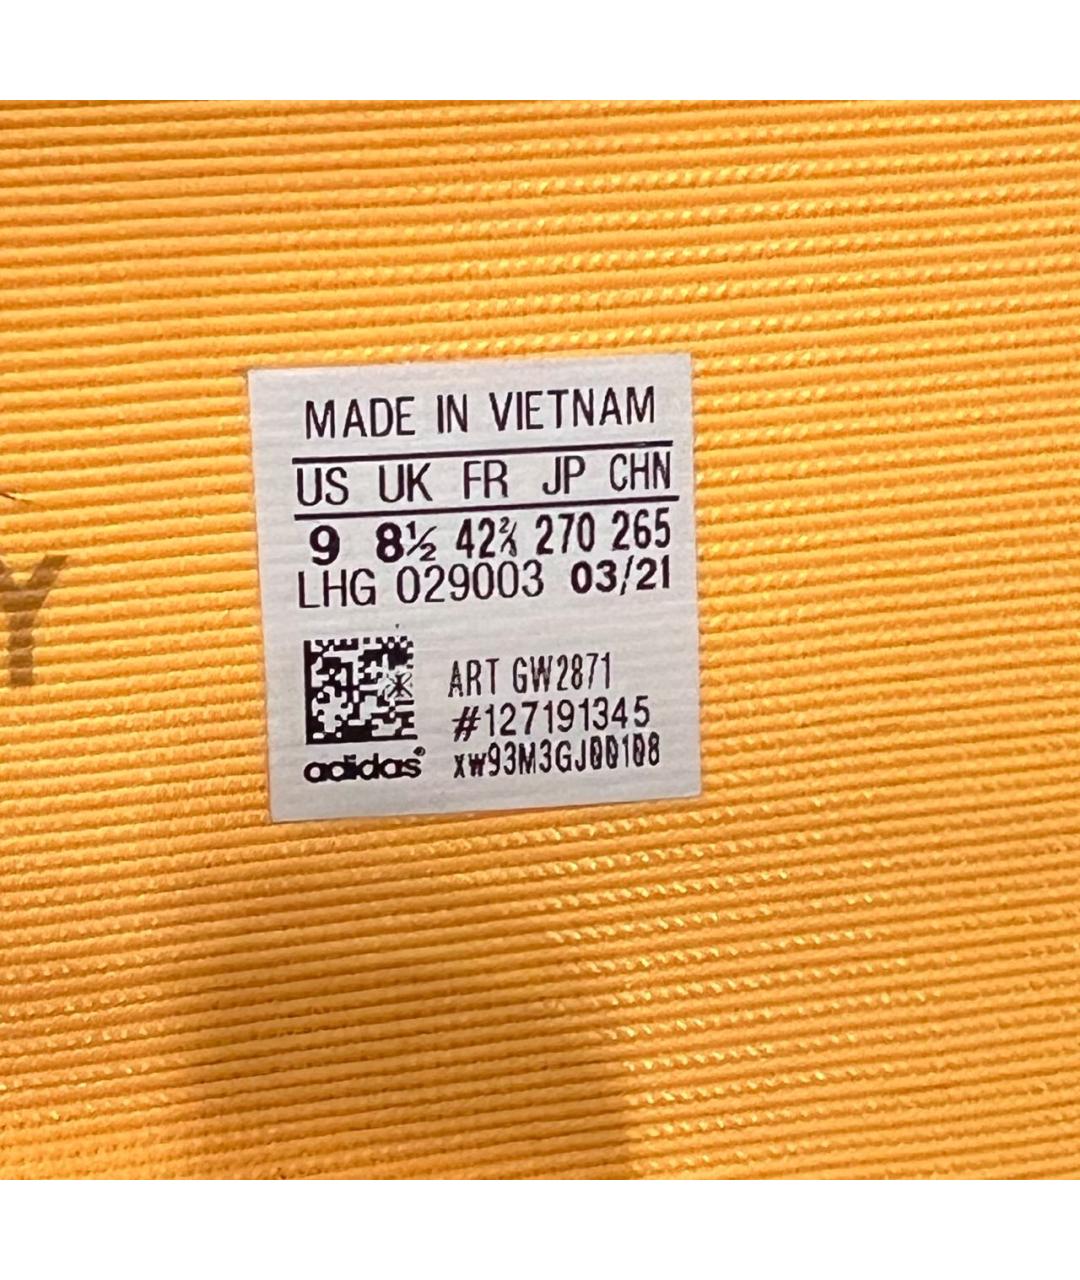 MADE IN VIETNAM
US UK FR JP CHN
9 8½ 42⅔ 270 265
LHG 029003 03/21
Y
ART GW2871
#127191345
adidas® xw93M3GJ00108